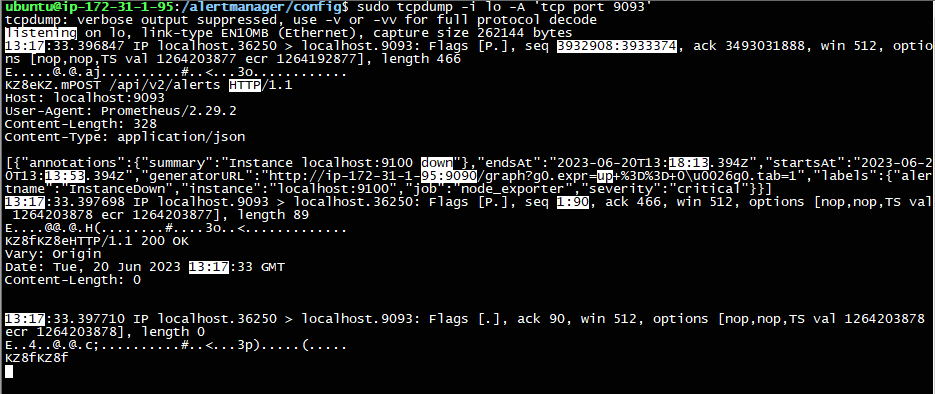 ubuntu@ip-172-31-1-95:/alertmanager/config$ sudo tcpdump -i lo -A 'tcp port 9093'
tcpdump: verbose output suppressed, use -v or -vv for full protocol decode
listening on lo, link-type EN10MB (Ethernet), capture size 262144 bytes
13:17:33.396847 IP localhost.36250 > localhost.9093: Flags [P.], seq 3932908:3933374, ack 3493031888, win 512, optio
ns [nop,nop,TS val 1264203877 ecr 1264192877], length 466
E.....@.@.aj..........#..<...3o............
KZ8eKZ.mPOST /api/v2/alerts HTTP/1.1
Host: localhost:9093
User-Agent: Prometheus/2.29.2
Content-Length: 328
Content-Type: application/json

[{"annotations":{"summary":"Instance localhost:9100 down"},"endsAt":"2023-06-20T13:18:13.394Z","startsAt":"2023-06-2
0T13:13:53.394Z","generatorURL":"http://ip-172-31-1-95:9090/graph?g0.expr=up+%3D%3D+0\u0026g0.tab=1","labels":{"aler
tname":"InstanceDown","instance":"localhost:9100","job":"node_exporter","severity":"critical"}}]
13:17:33.397698 IP localhost.9093 > localhost.36250: Flags [P.], seq 1:90, ack 466, win 512, options [nop,nop,TS val
 1264203878 ecr 1264203877], length 89
E....@@.@.H(........#....3o..<.............
KZ8fKZ8eHTTP/1.1 200 OK
Vary: Origin
Date: Tue, 20 Jun 2023 13:17:33 GMT
Content-Length: 0

13:17:33.397710 IP localhost.36250 > localhost.9093: Flags [.], ack 90, win 512, options [nop,nop,TS val 1264203878
ecr 1264203878], length 0
E..4..@.@.c;..........#..<...3p).....(.....
KZ8fKZ8f